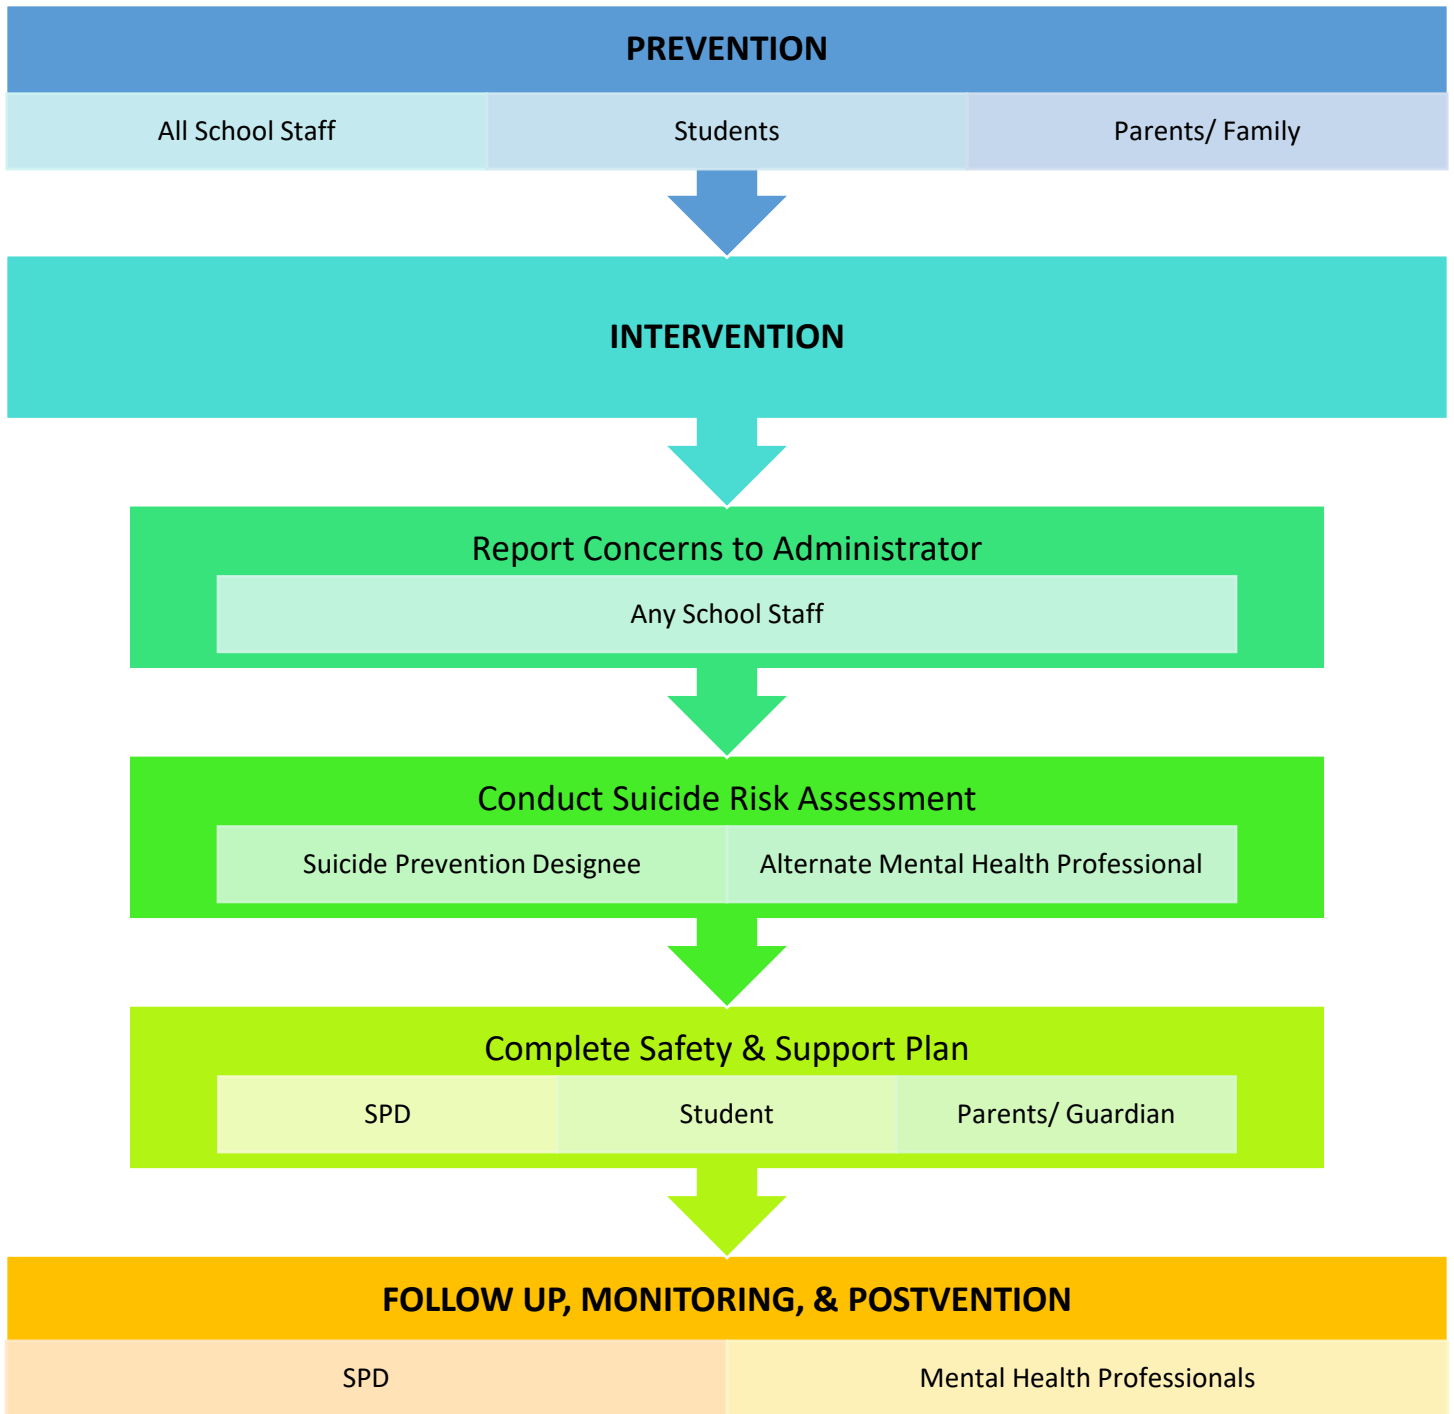 PREVENTION
All School Staff
Students
Parents/ Family
INTERVENTION
Report Concerns to Administrator
Any School Staff
Conduct Suicide Risk Assessment
Suicide Prevention Designee
Alternate Mental Health Professional
Complete Safety & Support Plan
SPD
Student
Parents/ Guardian
FOLLOW UP, MONITORING, & POSTVENTION
SPD
Mental Health Professionals